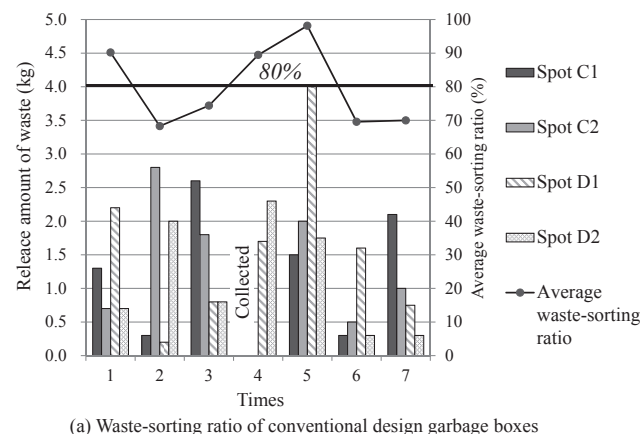 5.0
4.5
4.0
3.5
3.0
2.5
2.0
1.5
1.0
0.5
0.0
Releace amount of waste (kg)
80%
Collected
1 2 3 4 5 6 7
Times
100
90
80
70
60
50
40
30
20
10
0
Average waste-sorting ratio (%)
Spot C1
Spot C2
Spot D1
Spot D2
Average
waste-sorting
ratio
(a) Waste-sorting ratio of conventional design garbage boxes